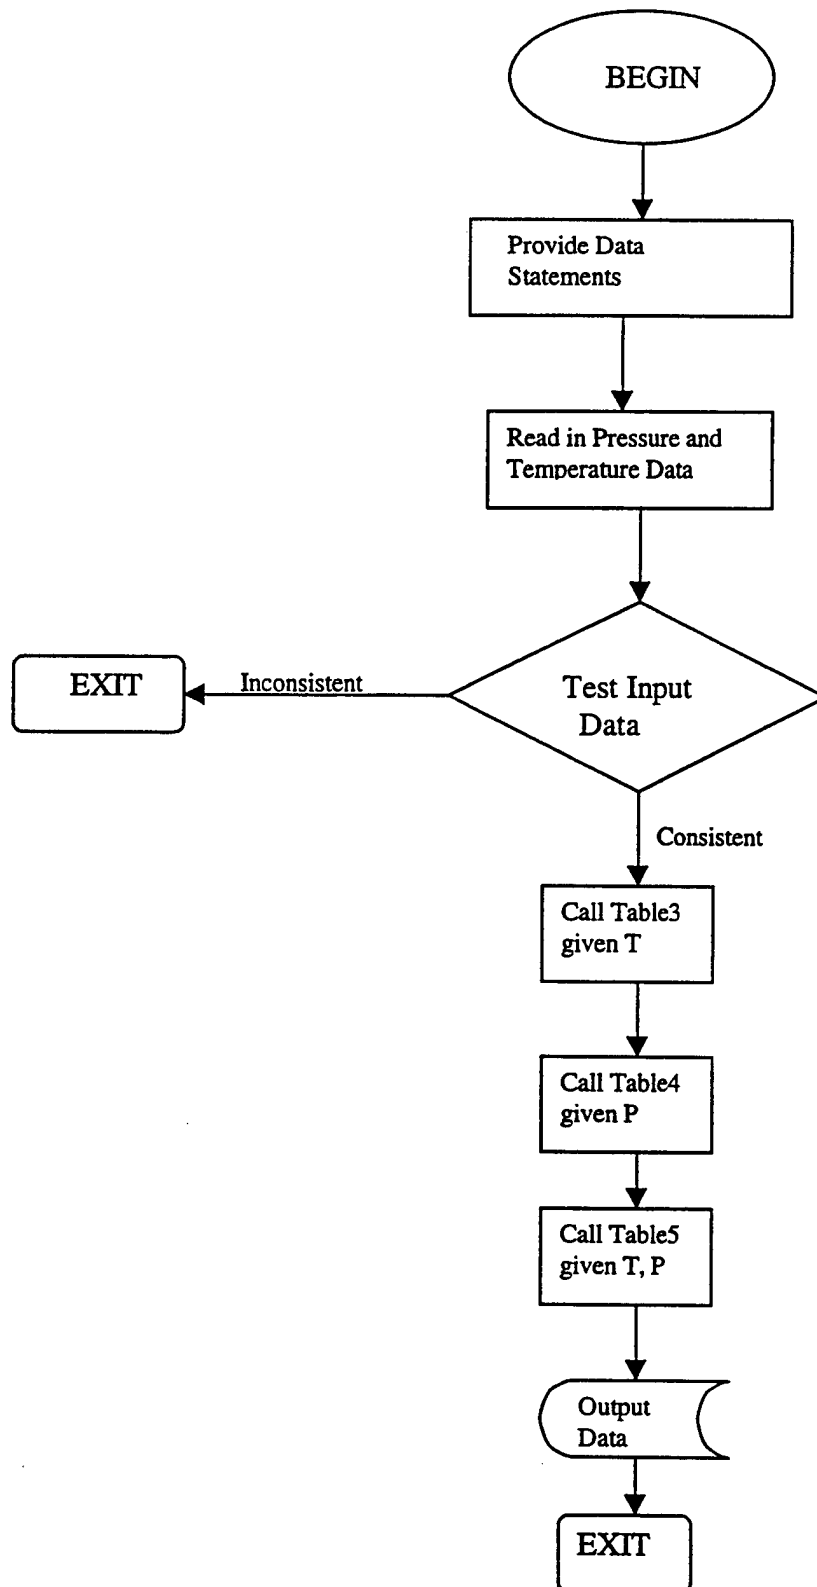 BEGIN
Provide Data
Statements
Read in Pressure and
Temperature Data
EXIT
Inconsistent
Test Input
Data
Consistent
Call Table3
given T
Call Table4
given P
Call Table5
given T, P
Output
Data
EXIT